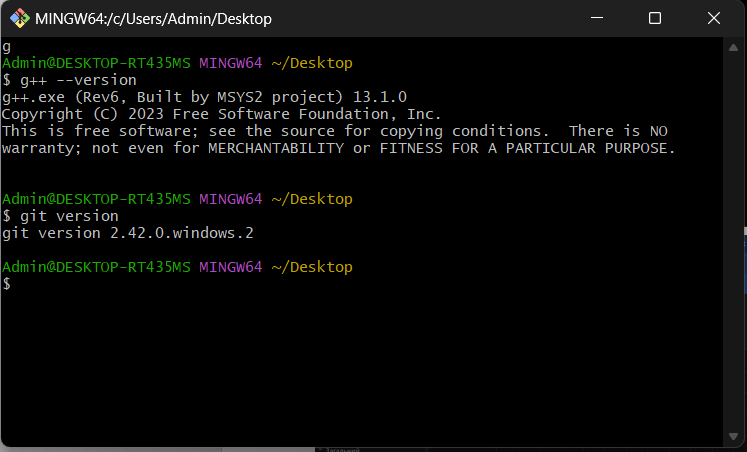 MINGW64:/c/Users/Admin/Desktop
g
Admin@DESKTOP-RT435MS MINGW64 ~/Desktop
$ g++ --version
g++.exe (Rev6, Built by MSYS2 project) 13.1.0
Copyright (C) 2023 Free Software Foundation, Inc.
This is free software; see the source for copying conditions.  There is NO
warranty; not even for MERCHANTABILITY or FITNESS FOR A PARTICULAR PURPOSE.
Admin@DESKTOP-RT435MS MINGW64 ~/Desktop
$ git version
git version 2.42.0.windows.2
Admin@DESKTOP-RT435MS MINGW64 ~/Desktop
$